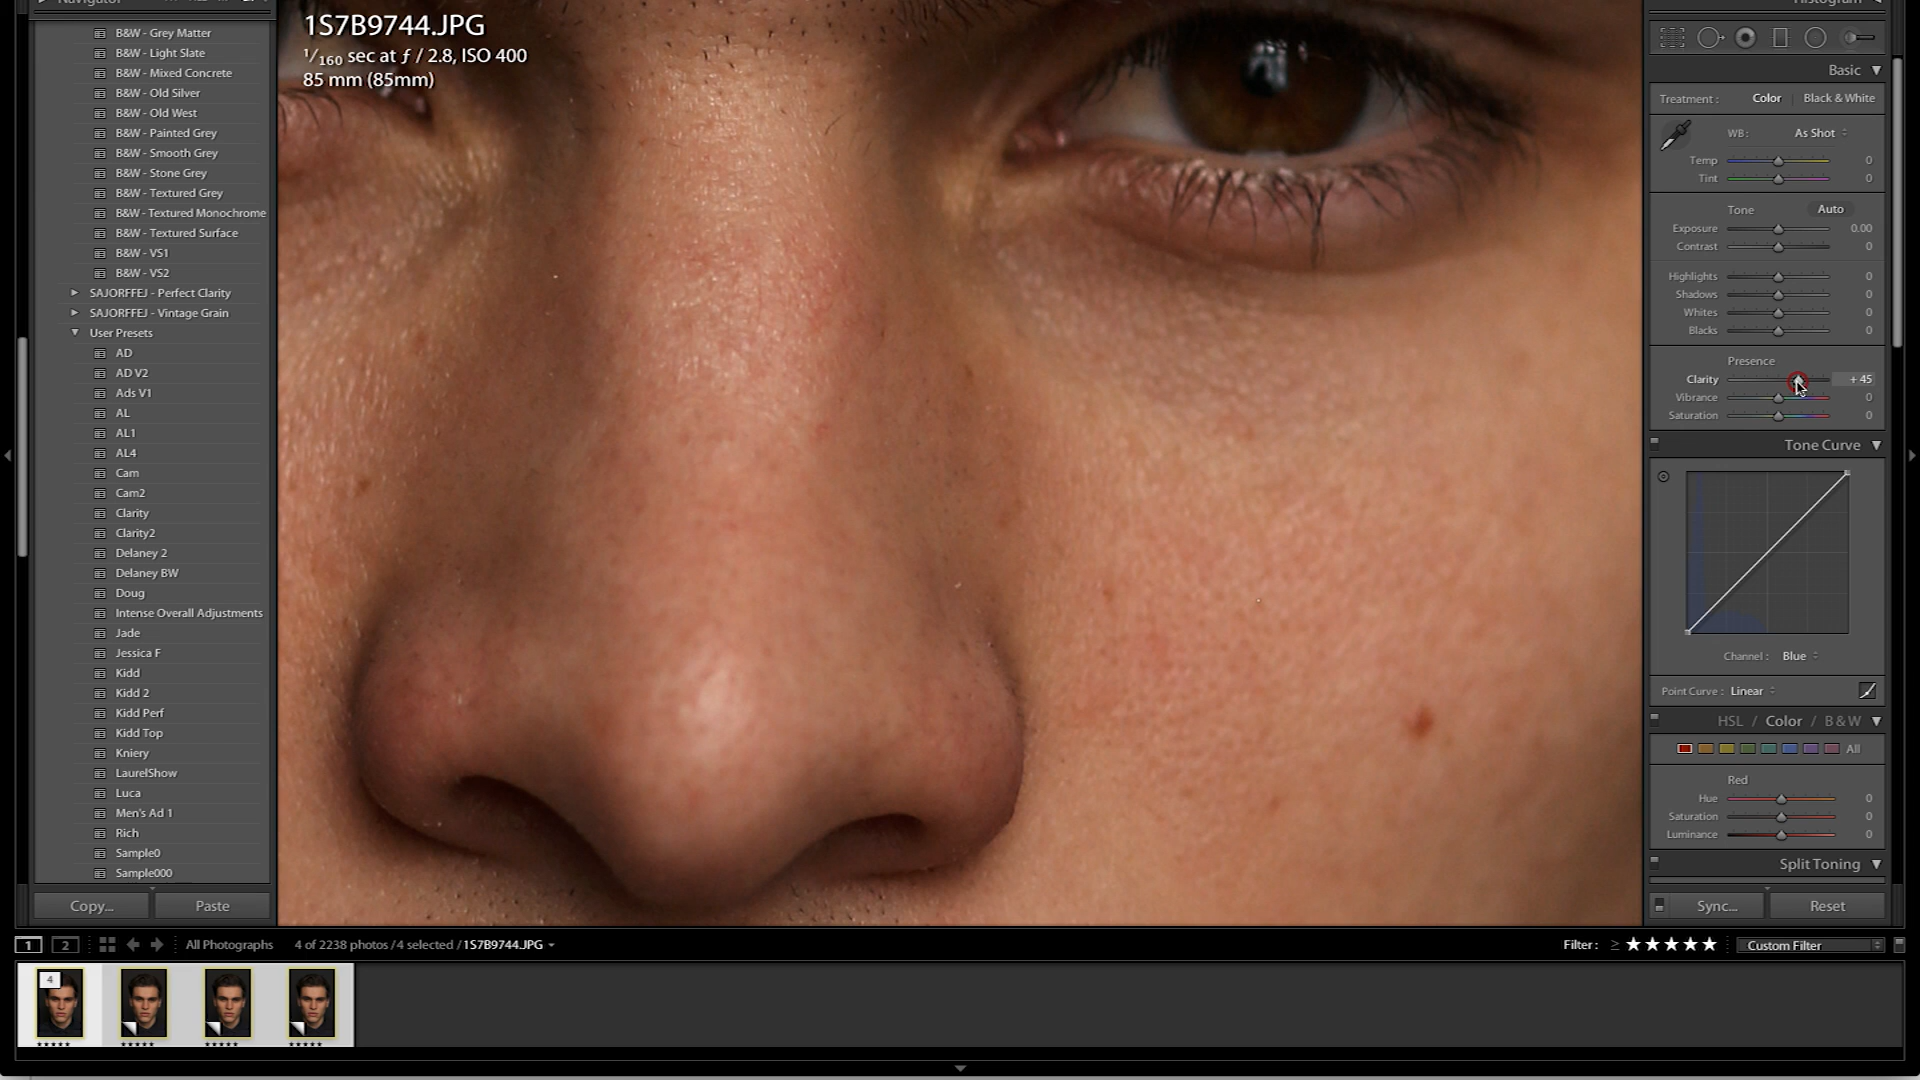 Navigator
B&W - Grey Matter
B&W - Light Slate
B&W - Mixed Concrete
B&W - Old Silver
B&W - Old West
B&W - Painted Grey
B&W - Smooth Grey
B&W - Stone Grey
B&W - Textured Grey
B&W - Textured Monochrome
B&W - Textured Surface
B&W - VS1
B&W - VS2
SAJORFFEJ - Perfect Clarity
SAJORFFEJ - Vintage Grain
User Presets
AD
AD V2
Ads V1
AL
AL1
AL4
Cam
Cam2
Clarity
Clarity2
Delaney 2
Delaney BW
Doug
Intense Overall Adjustments
Jade
Jessica F
Kidd
Kidd 2
Kidd Perf
Kidd Top
Kniery
LaurelShow
Luca
Men's Ad 1
Rich
Sample0
Sample000
Copy... Paste
1S7B9744.JPG
1/160 sec at ƒ / 2.8, ISO 400
85 mm (85mm)
Histogram
Basic
Treatment : Color Black & White
WB: As Shot
Temp 0
Tint 0
Tone Auto
Exposure 0.00
Contrast 0
Highlights 0
Shadows 0
Whites 0
Blacks 0
Presence
Clarity + 45
Vibrance 0
Saturation 0
Tone Curve
Channel : Blue
Point Curve : Linear
HSL / Color / B & W
All
Red
Hue 0
Saturation 0
Luminance 0
Split Toning
Sync... Reset
1 2 All Photographs 4 of 2238 photos / 4 selected / 1S7B9744.JPG Filter : ≥ ★★★★★ Custom Filter
4